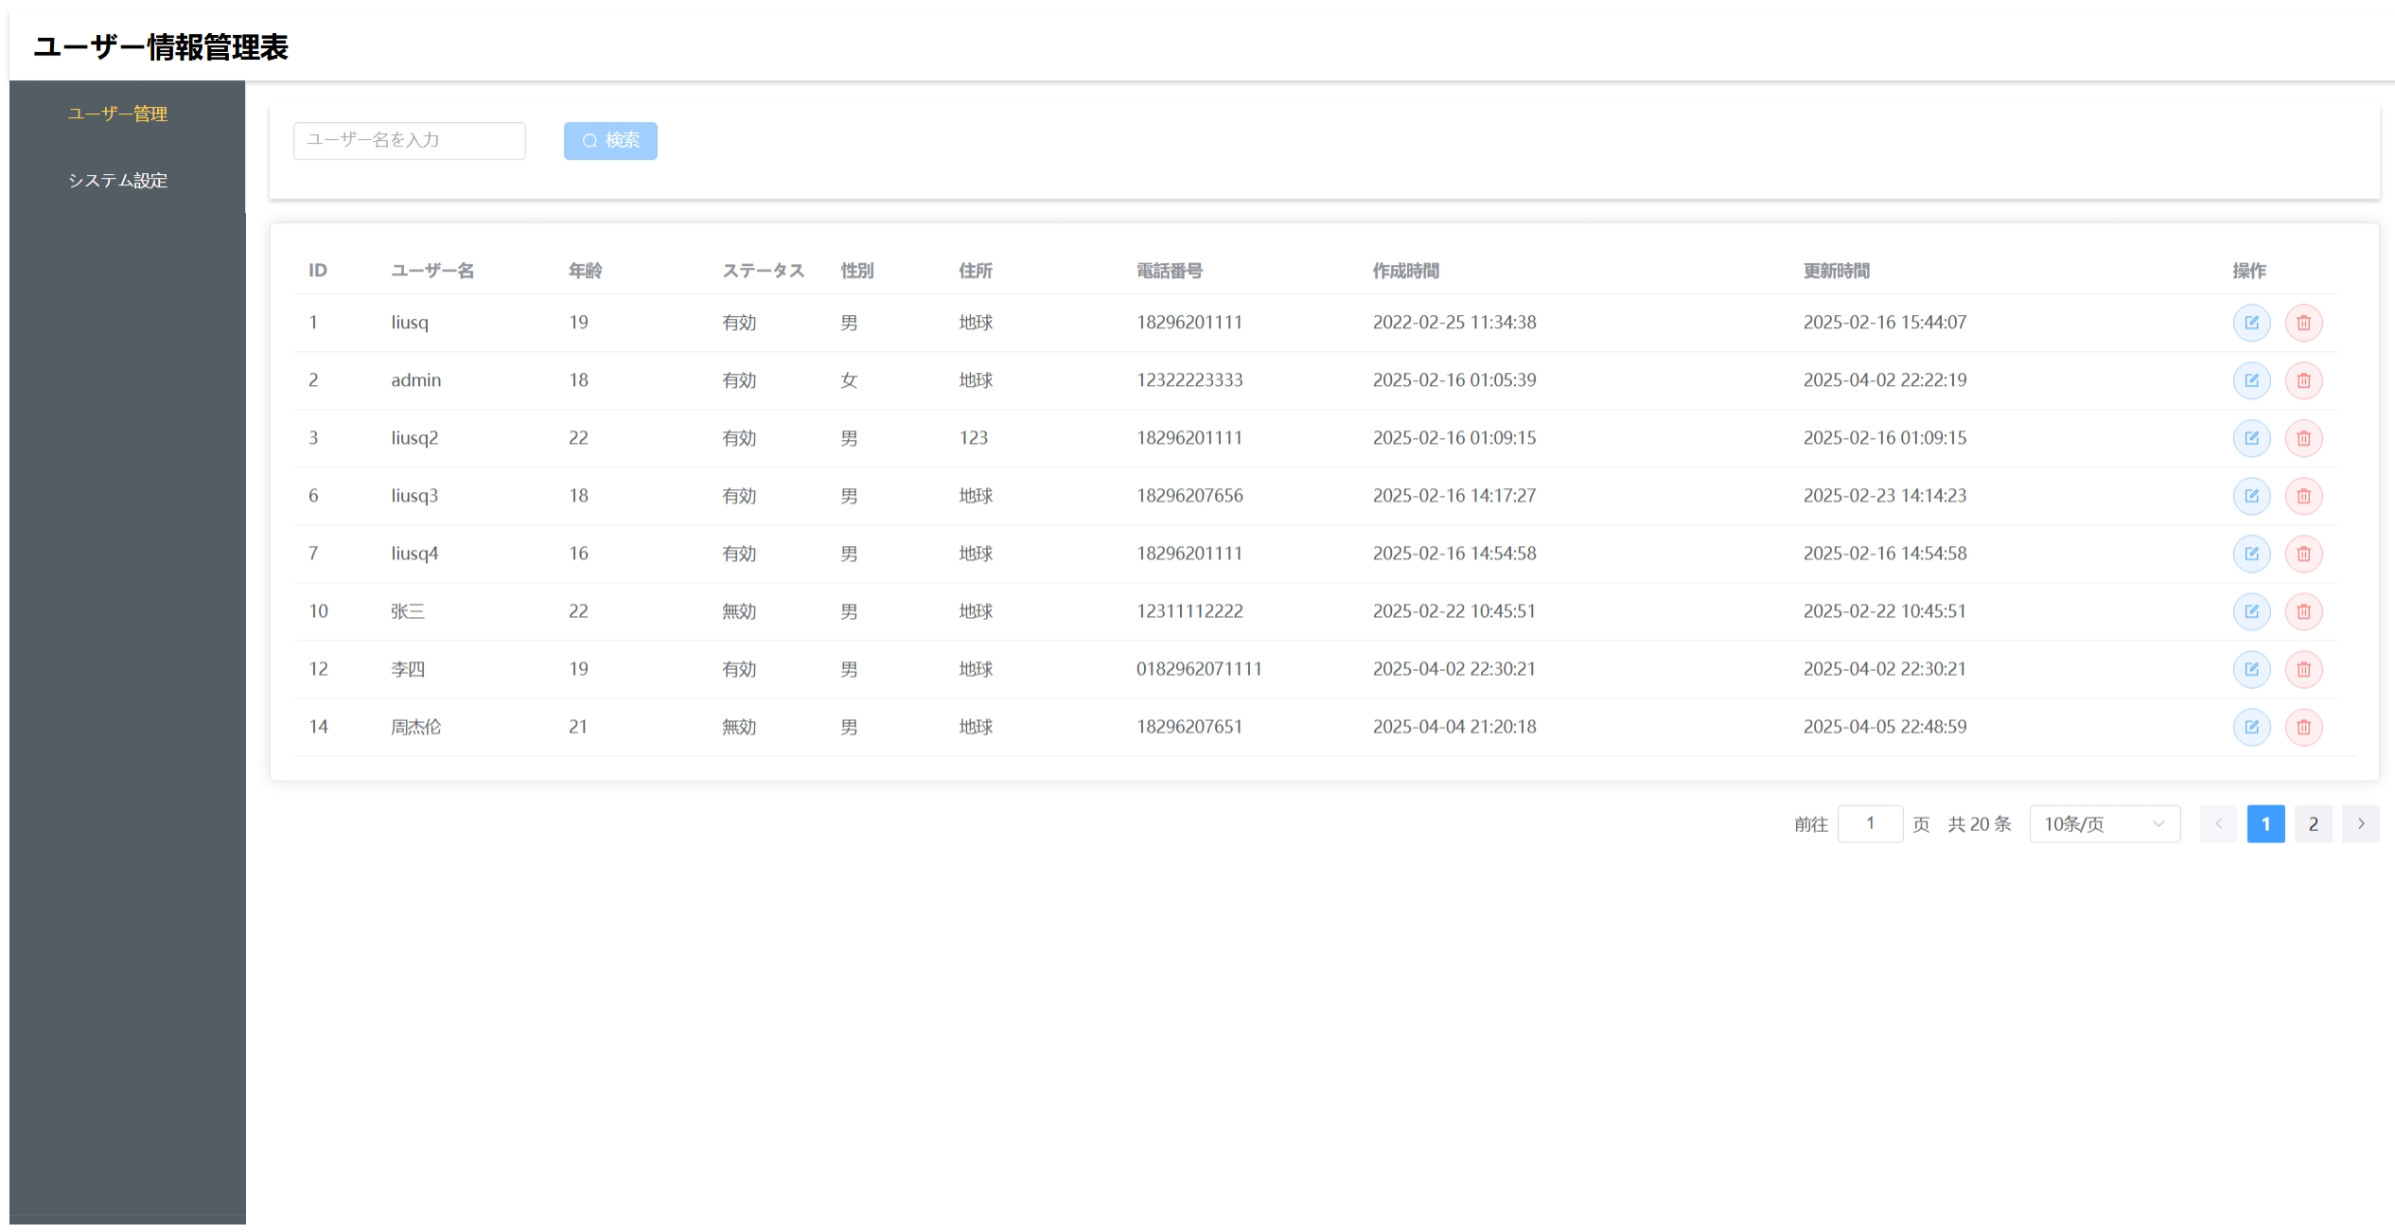 ユーザー情報管理表
ユーザー管理
システム設定
ユーザー名を入力
検索
ID ユーザー名 年齢 ステータス 性別 住所 電話番号 作成時間 更新時間 操作
1 liusq 19 有効 男 地球 18296201111 2022-02-25 11:34:38 2025-02-16 15:44:07
2 admin 18 有効 女 地球 12322223333 2025-02-16 01:05:39 2025-04-02 22:22:19
3 liusq2 22 有効 男 123 18296201111 2025-02-16 01:09:15 2025-02-16 01:09:15
6 liusq3 18 有効 男 地球 18296207656 2025-02-16 14:17:27 2025-02-23 14:14:23
7 liusq4 16 有効 男 地球 18296201111 2025-02-16 14:54:58 2025-02-16 14:54:58
10 张三 22 無効 男 地球 12311112222 2025-02-22 10:45:51 2025-02-22 10:45:51
12 李四 19 有効 男 地球 0182962071111 2025-04-02 22:30:21 2025-04-02 22:30:21
14 周杰伦 21 無効 男 地球 18296207651 2025-04-04 21:20:18 2025-04-05 22:48:59
前往 1 页 共 20 条 10条/页 1 2